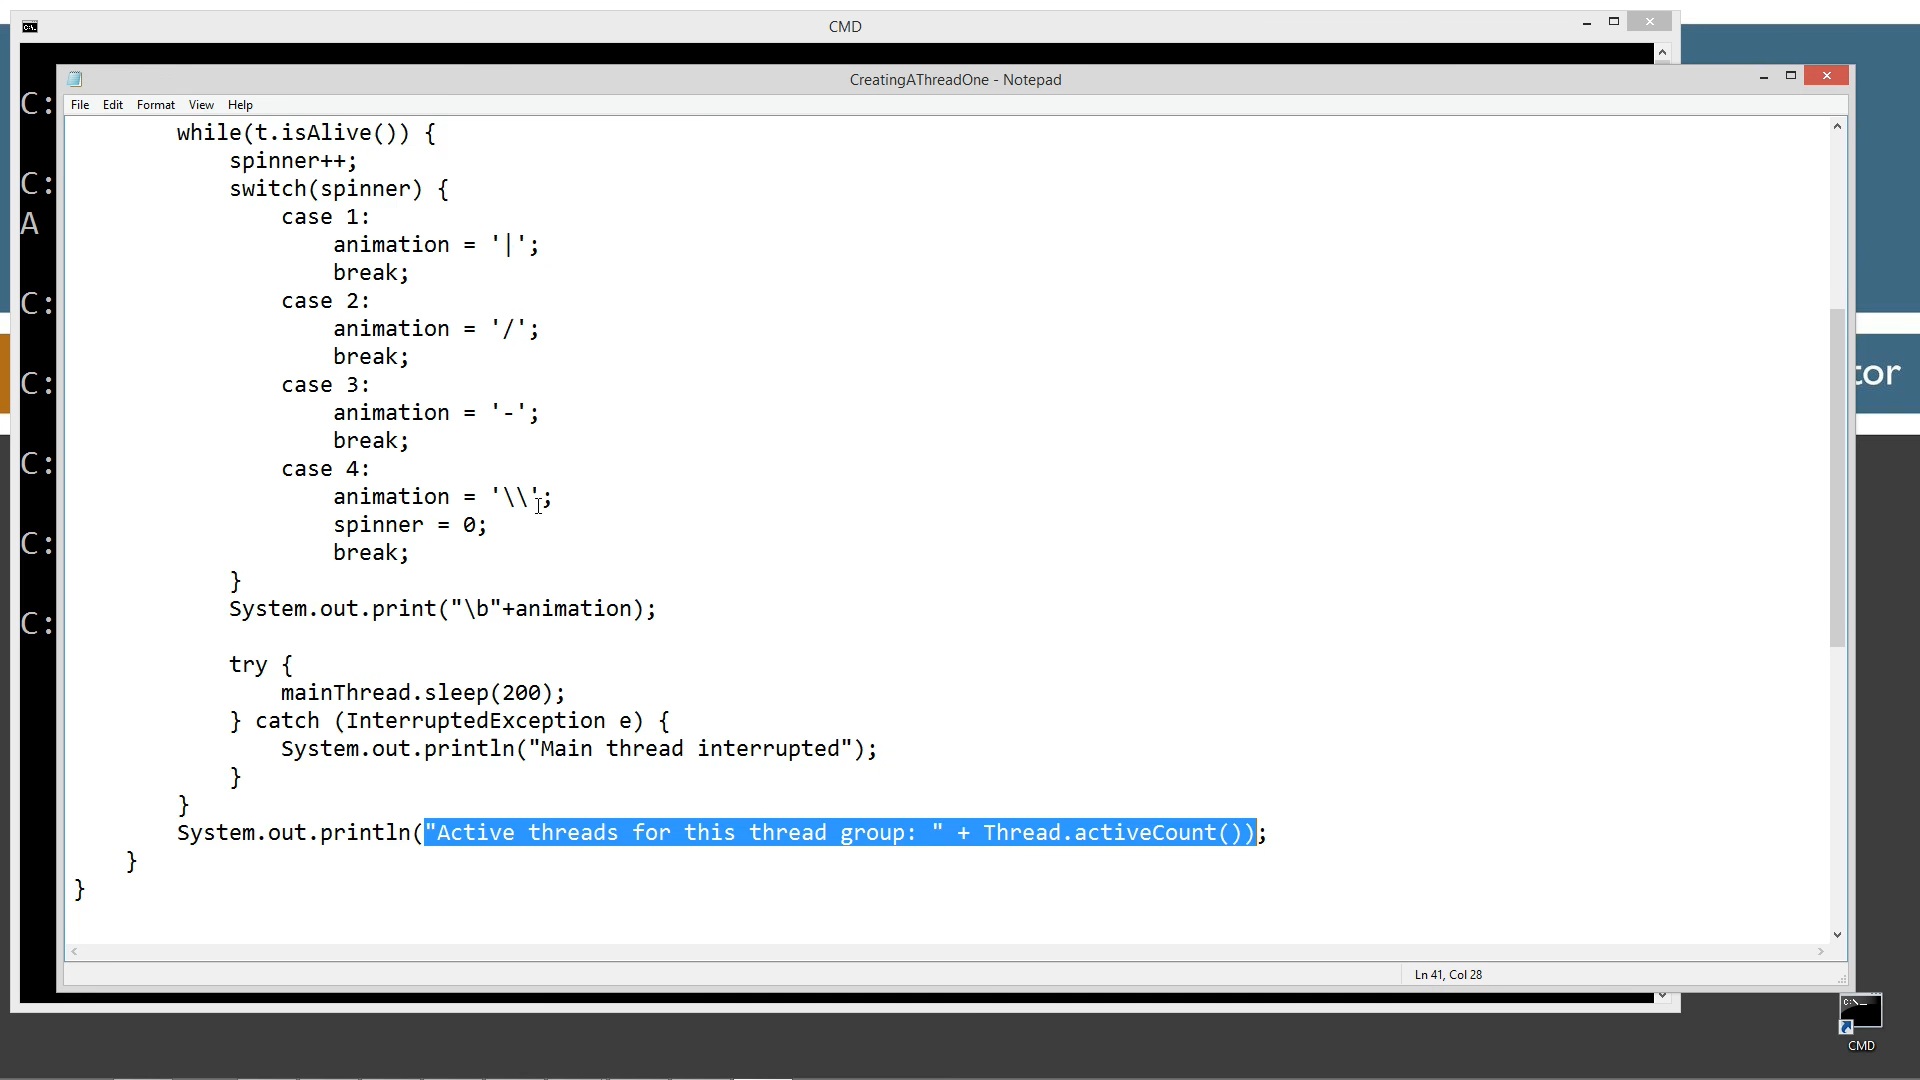 CMD
CreatingAThreadOne - Notepad
File Edit Format View Help
while(t.isAlive()) {
spinner++;
switch(spinner) {
case 1:
animation = '|';
break;
case 2:
animation = '/';
break;
case 3:
animation = '-';
break;
case 4:
animation = '\\';
spinner = 0;
break;
}
System.out.print("\b"+animation);
try {
mainThread.sleep(200);
} catch (InterruptedException e) {
System.out.println("Main thread interrupted");
}
}
System.out.println("Active threads for this thread group: " + Thread.activeCount());
}
}
Ln 41, Col 28
C:
C:
A
C:
C:
C:
C:
C:
tor
CMD